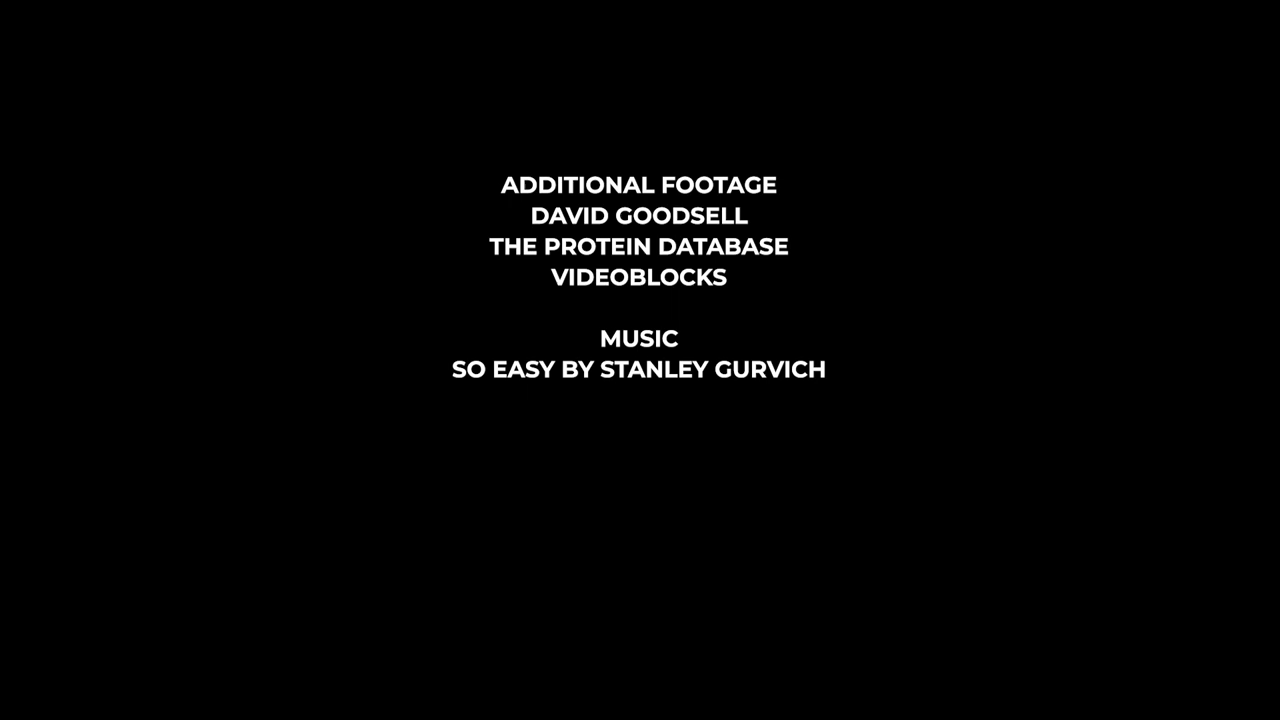 ADDITIONAL FOOTAGE
DAVID GOODSELL
THE PROTEIN DATABASE
VIDEOBLOCKS
MUSIC
SO EASY BY STANLEY GURVICH